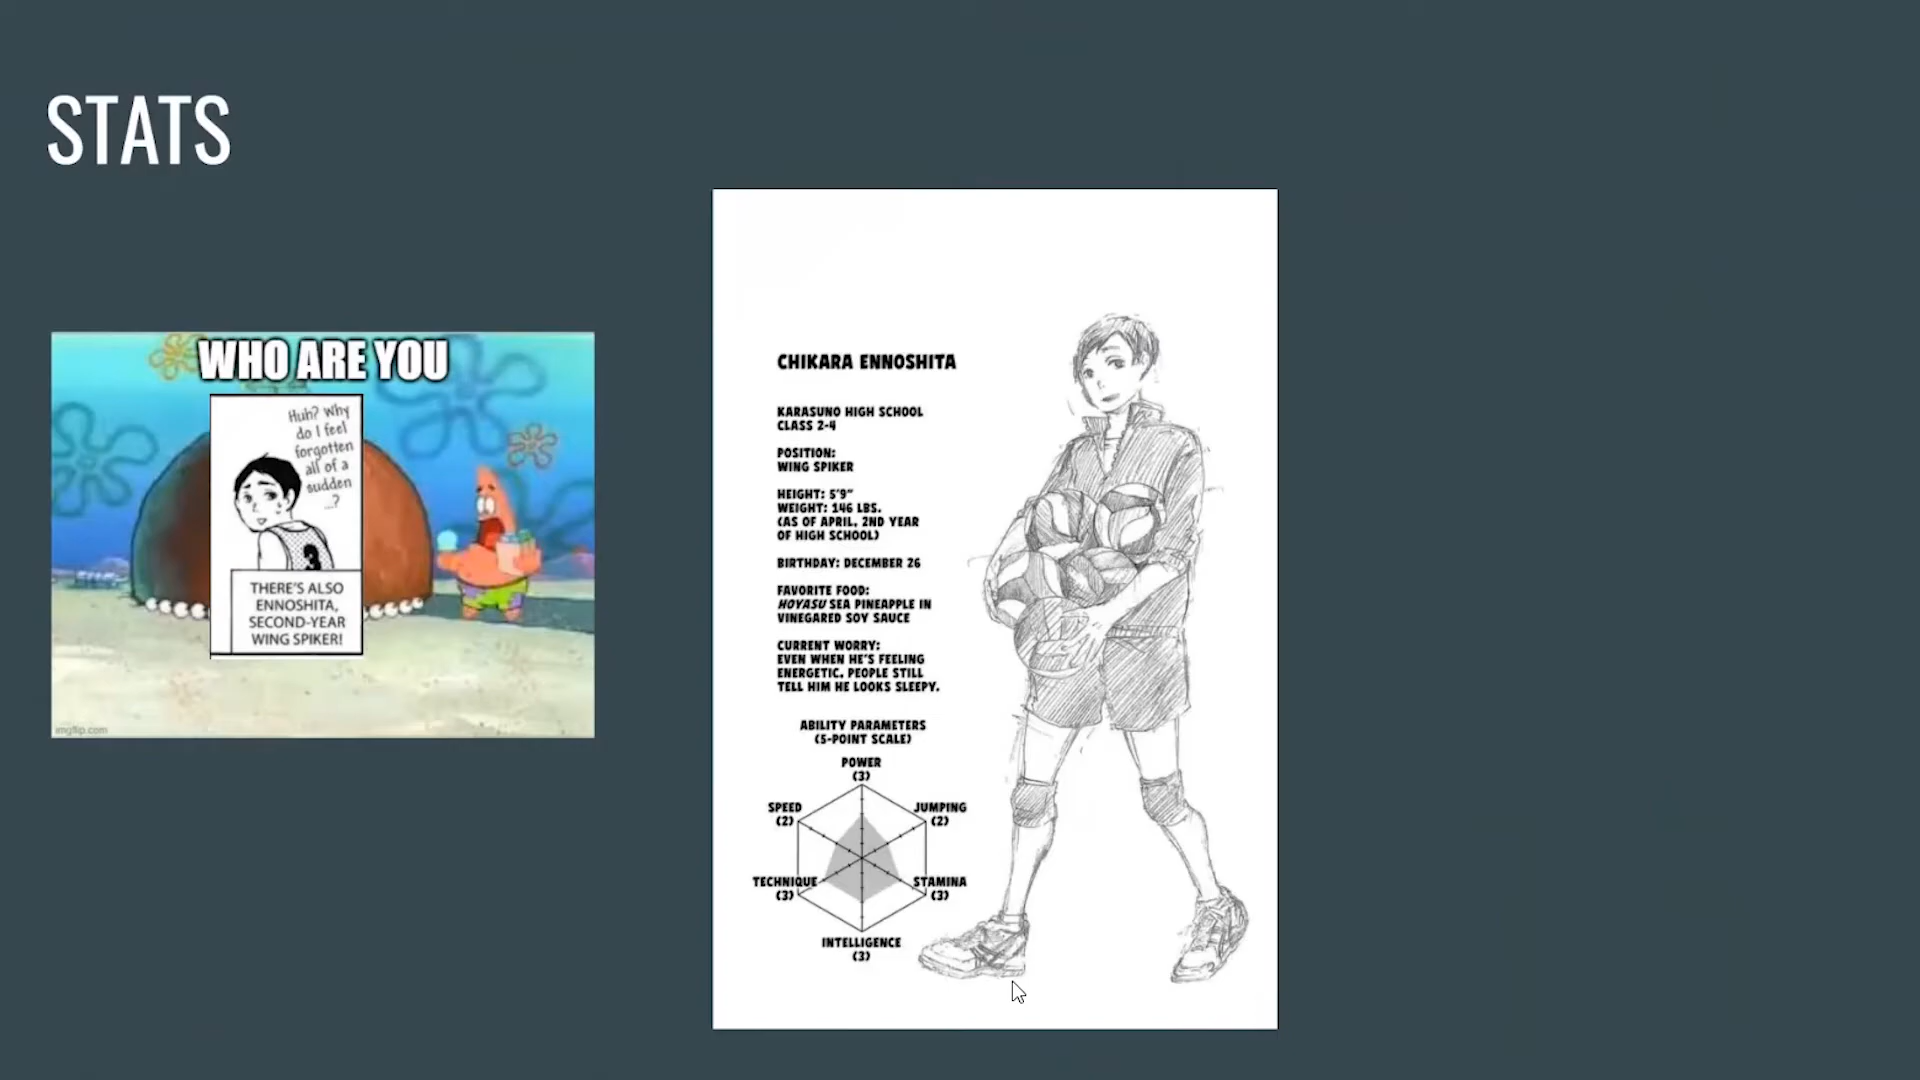 STATS
WHO ARE YOU
Huh? Why
do I feel
forgotten
all of a
sudden
...?
3
THERE'S ALSO
ENNOSHITA,
SECOND-YEAR
WING SPIKER!
imgflip.com
CHIKARA ENNOSHITA
KARASUNO HIGH SCHOOL
CLASS 2-4
POSITION:
WING SPIKER
HEIGHT: 5'9"
WEIGHT: 146 LBS.
(AS OF APRIL, 2ND YEAR
OF HIGH SCHOOL)
BIRTHDAY: DECEMBER 26
FAVORITE FOOD:
HOYASU SEA PINEAPPLE IN
VINEGARED SOY SAUCE
CURRENT WORRY:
EVEN WHEN HE'S FEELING
ENERGETIC, PEOPLE STILL
TELL HIM HE LOOKS SLEEPY.
ABILITY PARAMETERS
(5-POINT SCALE)
POWER
(3)
SPEED
(2)
JUMPING
(2)
TECHNIQUE
(3)
STAMINA
(3)
INTELLIGENCE
(3)